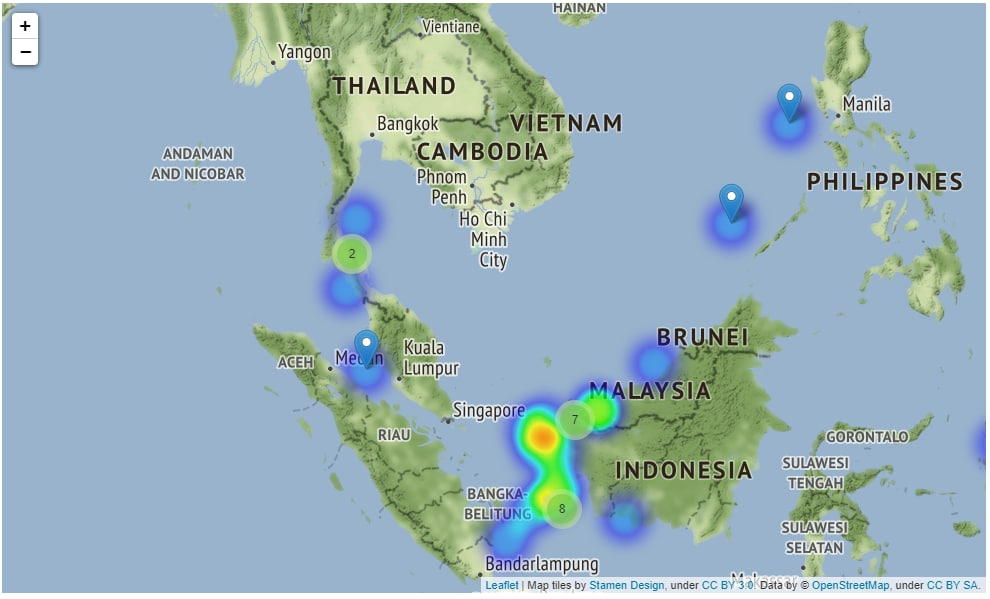 +
−
HAINAN
Vientiane
Yangon
THAILAND
Manila
VIETNAM
Bangkok
CAMBODIA
ANDAMAN
AND NICOBAR
Phnom
Penh
PHILIPPINES
Ho Chi
Minh
City
2
BRUNEI
Kuala
Lumpur
ACEH
Medan
MALAYSIA
Singapore
7
RIAU
GORONTALO
INDONESIA
SULAWESI
TENGAH
BANGKA-
BELITUNG
8
SULAWESI
SELATAN
Bandarlampung
Makassar
Leaflet | Map tiles by Stamen Design, under CC BY 3.0. Data by © OpenStreetMap, under CC BY SA.